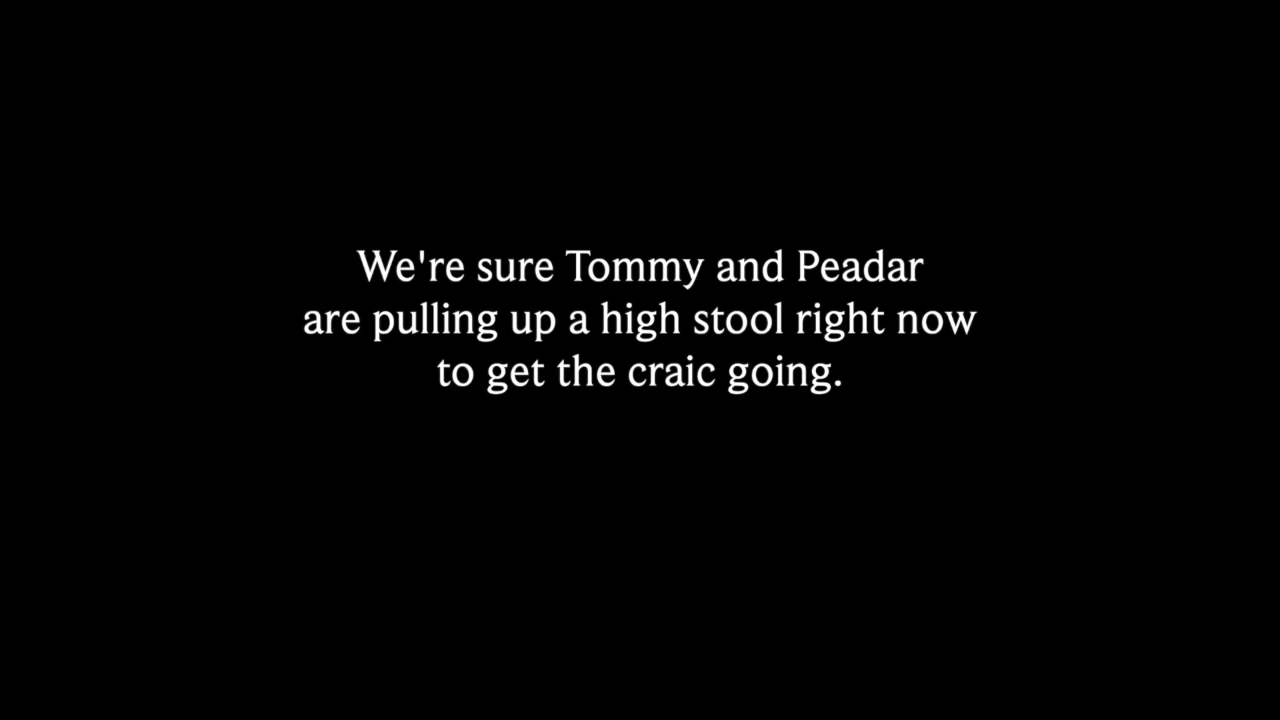 We're sure Tommy and Peadar
are pulling up a high stool right now
to get the craic going.